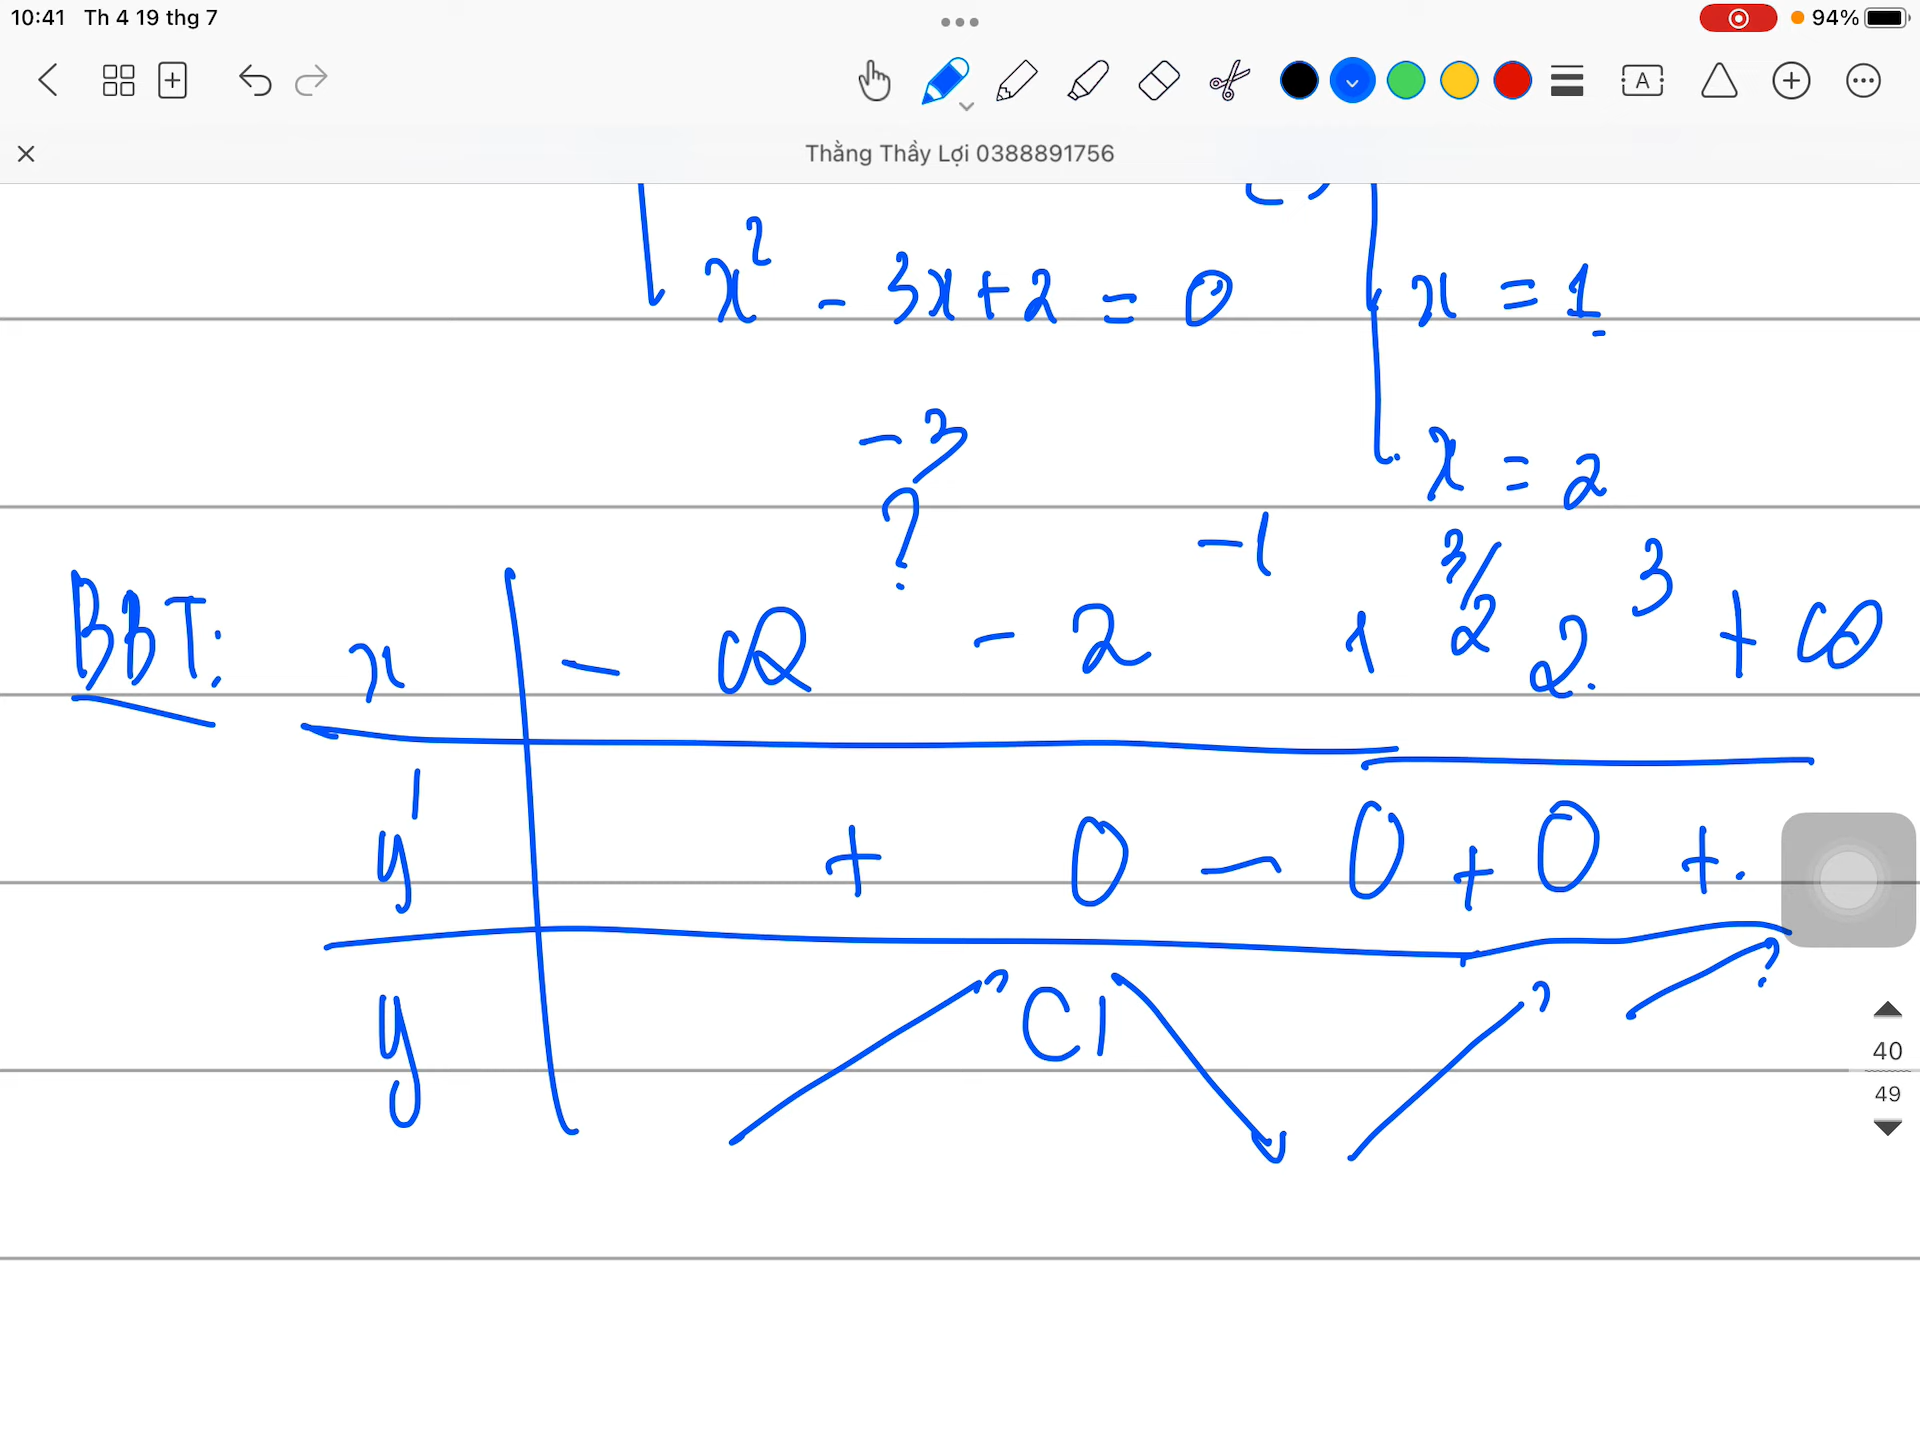 10:41 Th 4 19 thg 7 94%
A
Thằng Thầy Lợi 0388891756
x² - 3x + 2 = 0 x = 1
x = 2
-3
? -1 3/2 3
BBT: x -∞ -2 1 2 +∞
y' + 0 - 0 + 0 +
y CĐ
40
49